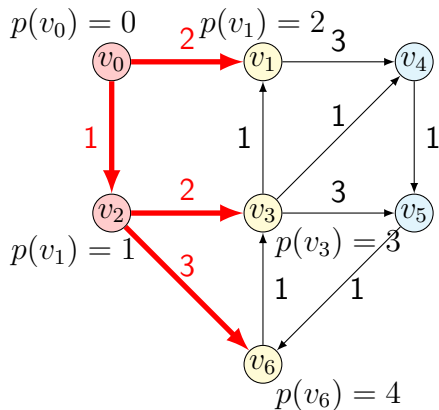 p(v₀) = 0
p(v₁) = 2
2
3
v₀
v₁
v₄
1
1
1
1
2
3
v₂
v₃
v₅
p(v₁) = 1
p(v₃) = 3
3
1
1
v₆
p(v₆) = 4